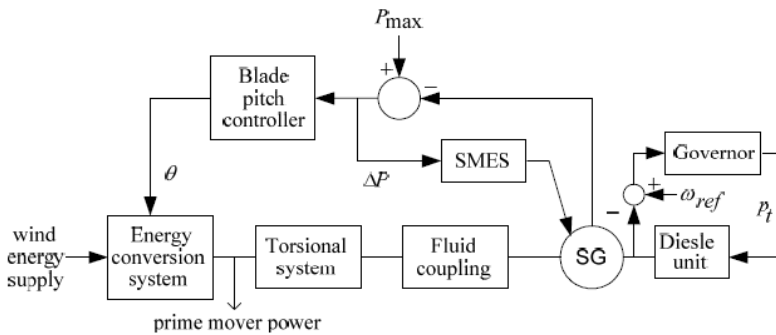 Pmax
+
−
Blade
pitch
controller
SMES
ΔP
θ
Governor
+
ωref
−
Pt
wind
energy
supply
Energy
conversion
system
Torsional
system
Fluid
coupling
SG
Diesle
unit
prime mover power